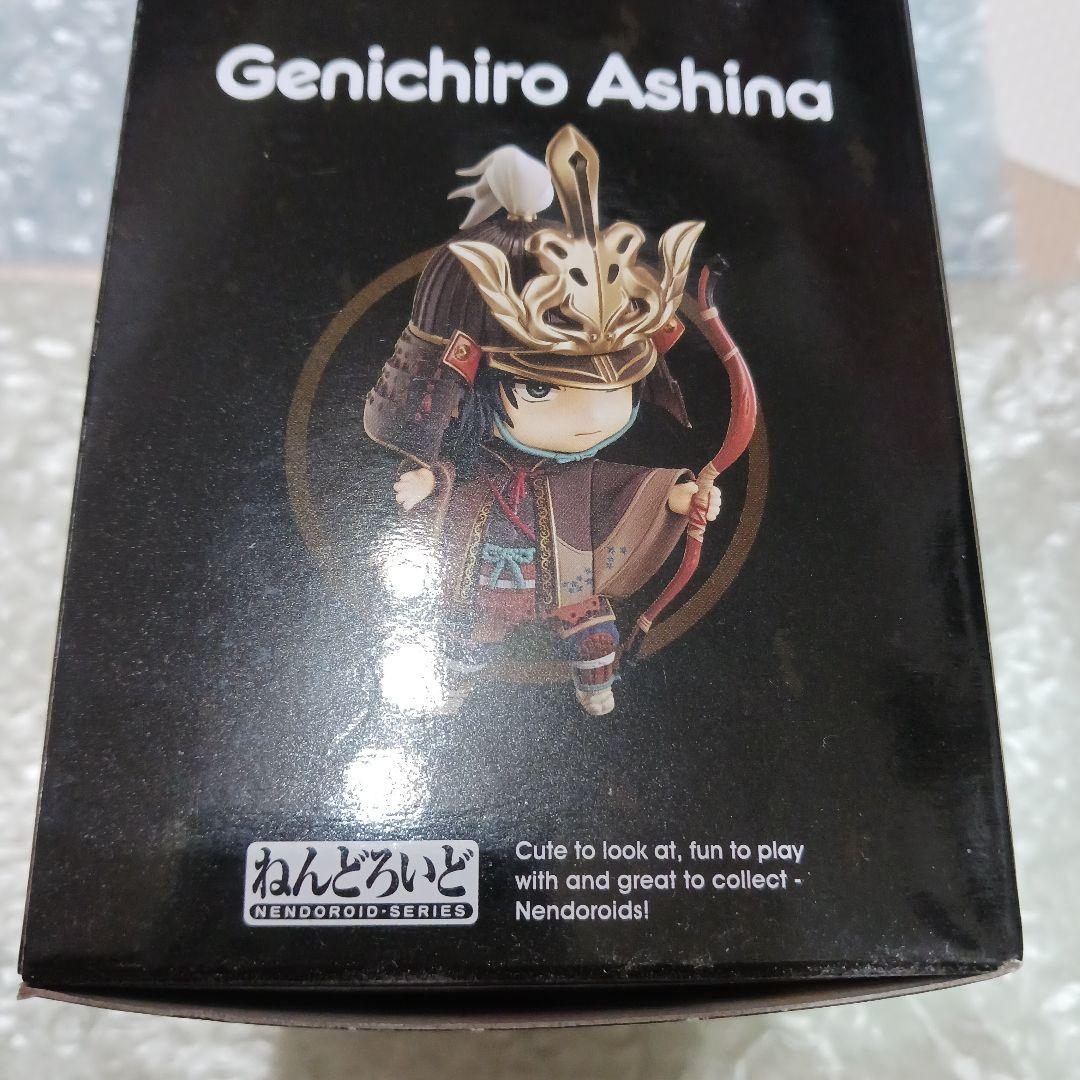 Genichiro Ashina
ねんどろいど
NENDOROID·SERIES
Cute to look at, fun to play
with and great to collect -
Nendoroids!